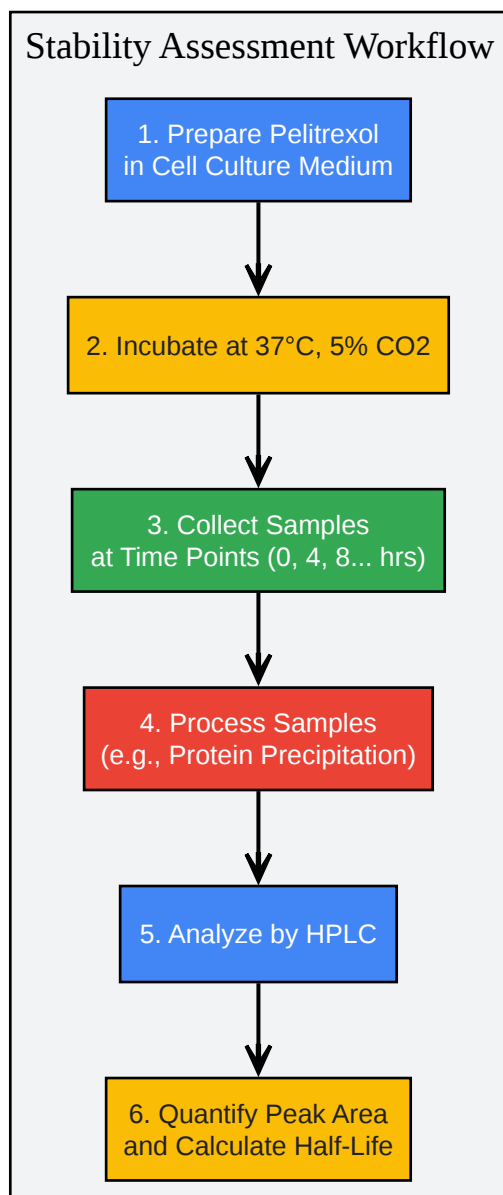 Stability Assessment Workflow
1. Prepare Pelitrexol
in Cell Culture Medium
2. Incubate at 37°C, 5% CO2
3. Collect Samples
at Time Points (0, 4, 8... hrs)
4. Process Samples
(e.g., Protein Precipitation)
5. Analyze by HPLC
6. Quantify Peak Area
and Calculate Half-Life